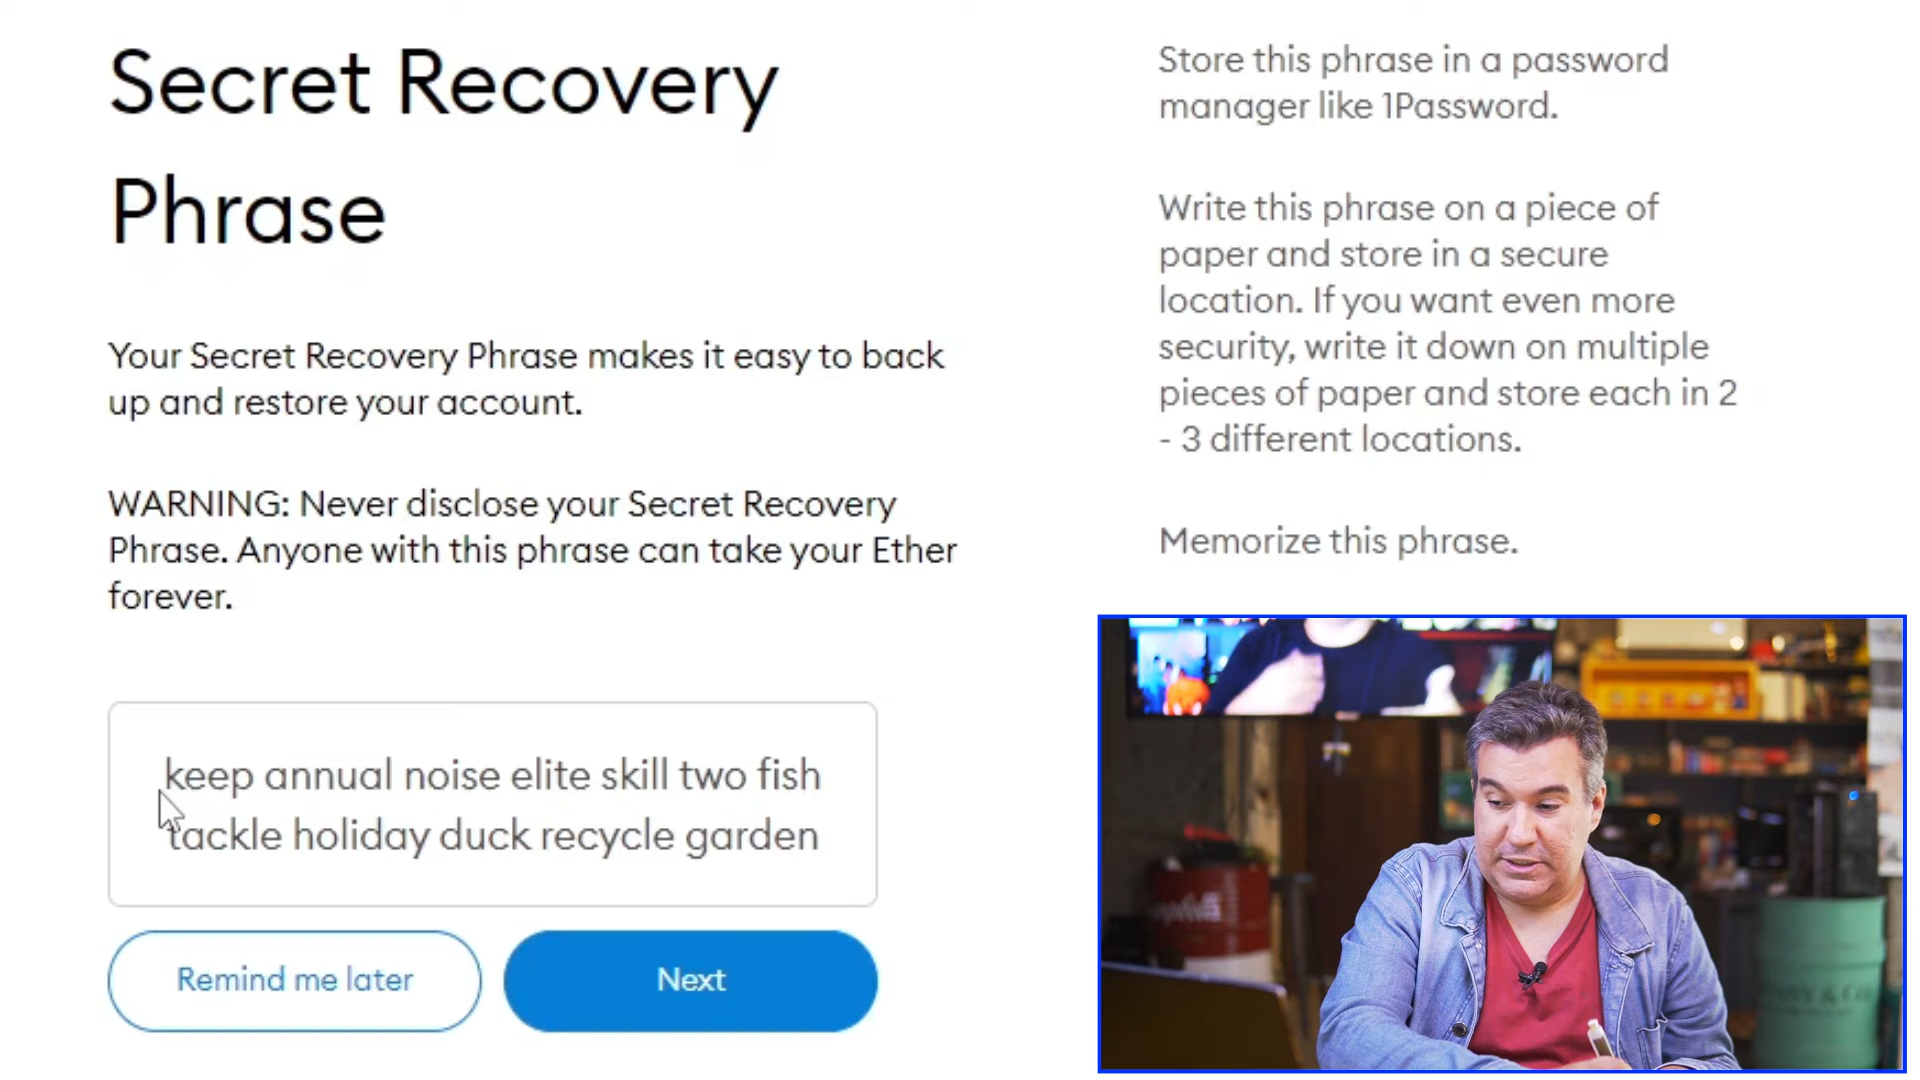 Secret Recovery
Phrase
Your Secret Recovery Phrase makes it easy to back
up and restore your account.
WARNING: Never disclose your Secret Recovery
Phrase. Anyone with this phrase can take your Ether
forever.
keep annual noise elite skill two fish
tackle holiday duck recycle garden
Remind me later
Next
Store this phrase in a password
manager like 1Password.
Write this phrase on a piece of
paper and store in a secure
location. If you want even more
security, write it down on multiple
pieces of paper and store each in 2
- 3 different locations.
Memorize this phrase.